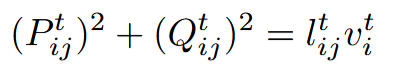 $(P_{ij}^t)^2 + (Q_{ij}^t)^2 = l_{ij}^t v_i^t$